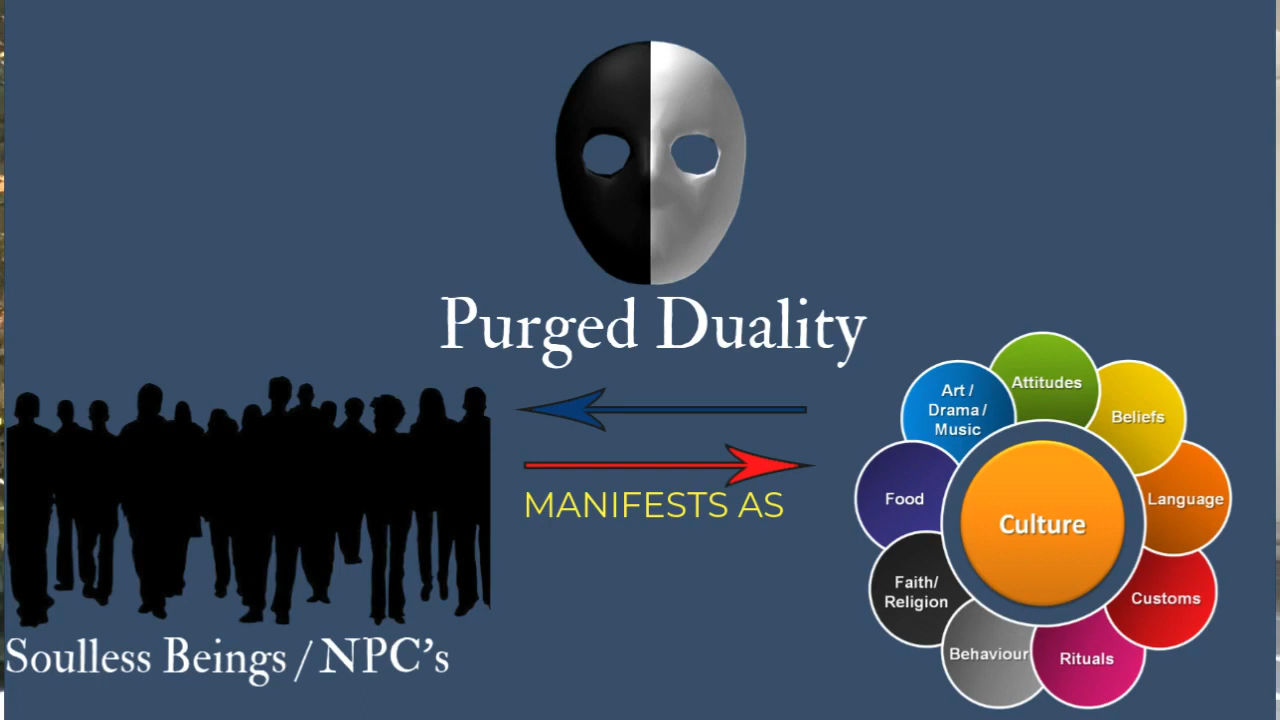 Purged Duality
MANIFESTS AS
Soulless Beings / NPC's
Culture
Attitudes
Beliefs
Language
Customs
Rituals
Behaviour
Faith/
Religion
Food
Art /
Drama /
Music